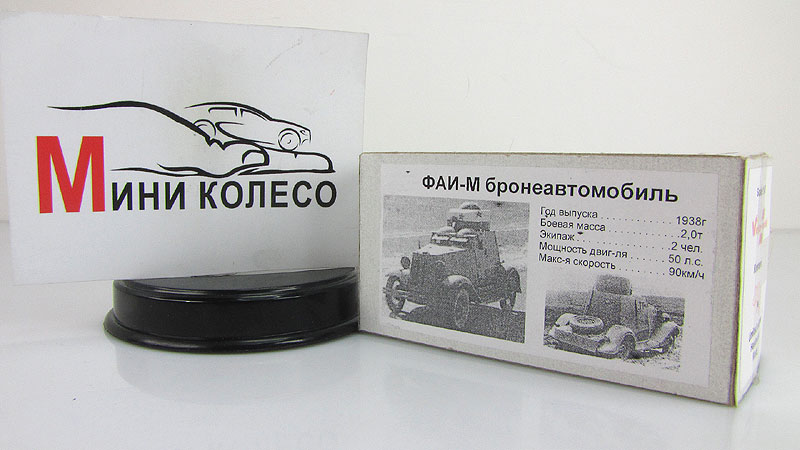 Мини колесо
ФАИ-М бронеавтомобиль
Год выпуска . . . . . . . . . . . . 1938г
Боевая масса . . . . . . . . . . . .2,0т
Экипаж . . . . . . . . . . . . . . . . 2 чел.
Мощность двиг-ля . . . . . . 50 л.с.
Макс-я скорость . . . . . . . . 90км/ч